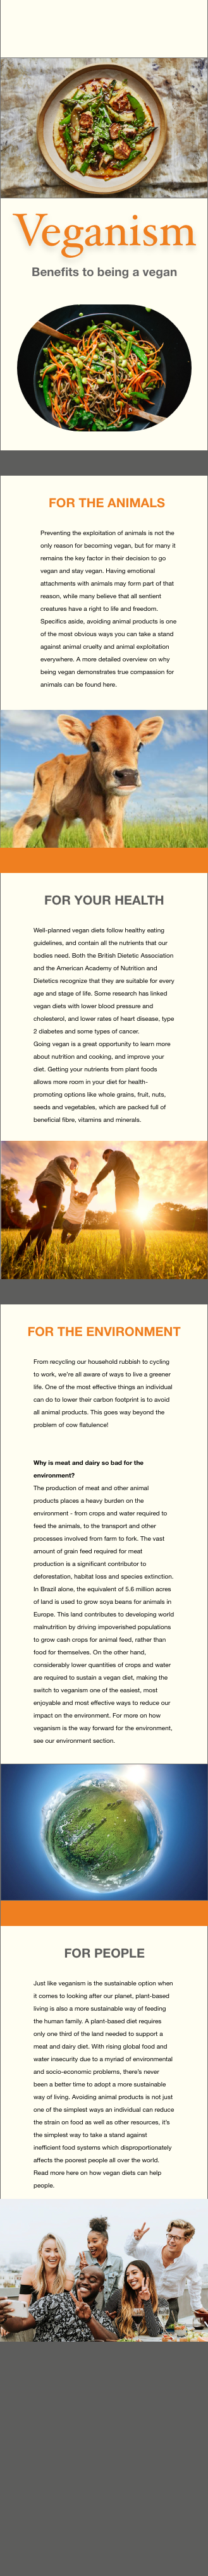 Veganism
Benefits to being a vegan
FOR THE ANIMALS
Preventing the exploitation of animals is not the
only reason for becoming vegan, but for many it
remains the key factor in their decision to go
vegan and stay vegan. Having emotional
attachments with animals may form part of that
reason, while many believe that all sentient
creatures have a right to life and freedom.
Specifics aside, avoiding animal products is one
of the most obvious ways you can take a stand
against animal cruelty and animal exploitation
everywhere. A more detailed overview on why
being vegan demonstrates true compassion for
animals can be found here.
FOR YOUR HEALTH
Well-planned vegan diets follow healthy eating
guidelines, and contain all the nutrients that our
bodies need. Both the British Dietetic Association
and the American Academy of Nutrition and
Dietetics recognize that they are suitable for every
age and stage of life. Some research has linked
vegan diets with lower blood pressure and
cholesterol, and lower rates of heart disease, type
2 diabetes and some types of cancer.
Going vegan is a great opportunity to learn more
about nutrition and cooking, and improve your
diet. Getting your nutrients from plant foods
allows more room in your diet for health-
promoting options like whole grains, fruit, nuts,
seeds and vegetables, which are packed full of
beneficial fibre, vitamins and minerals.
FOR THE ENVIRONMENT
From recycling our household rubbish to cycling
to work, we're all aware of ways to live a greener
life. One of the most effective things an individual
can do to lower their carbon footprint is to avoid
all animal products. This goes way beyond the
problem of cow flatulence!
Why is meat and dairy so bad for the
environment?
The production of meat and other animal
products places a heavy burden on the
environment - from crops and water required to
feed the animals, to the transport and other
processes involved from farm to fork. The vast
amount of grain feed required for meat
production is a significant contributor to
deforestation, habitat loss and species extinction.
In Brazil alone, the equivalent of 5.6 million acres
of land is used to grow soya beans for animals in
Europe. This land contributes to developing world
malnutrition by driving impoverished populations
to grow cash crops for animal feed, rather than
food for themselves. On the other hand,
considerably lower quantities of crops and water
are required to sustain a vegan diet, making the
switch to veganism one of the easiest, most
enjoyable and most effective ways to reduce our
impact on the environment. For more on how
veganism is the way forward for the environment,
see our environment section.
FOR PEOPLE
Just like veganism is the sustainable option when
it comes to looking after our planet, plant-based
living is also a more sustainable way of feeding
the human family. A plant-based diet requires
only one third of the land needed to support a
meat and dairy diet. With rising global food and
water insecurity due to a myriad of environmental
and socio-economic problems, there's never
been a better time to adopt a more sustainable
way of living. Avoiding animal products is not just
one of the simplest ways an individual can reduce
the strain on food as well as other resources, it's
the simplest way to take a stand against
inefficient food systems which disproportionately
affects the poorest people all over the world.
Read more here on how vegan diets can help
people.